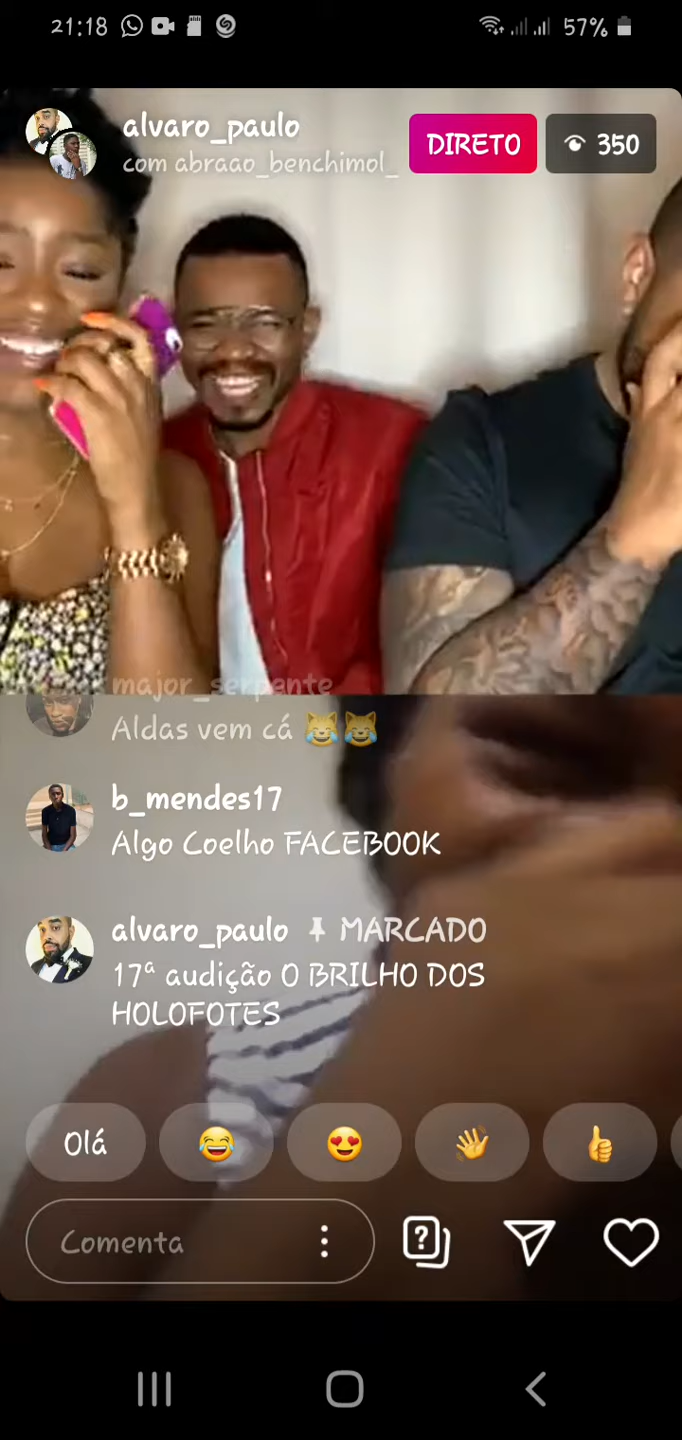 21:18
57%
alvaro_paulo
com abraao_benchimol_
DIRETO
350
major_serpente
Aldas vem cá 😹😹
b_mendes17
Algo Coelho FACEBOOK
alvaro_paulo MARCADO
17ª audição O BRILHO DOS
HOLOFOTES
Olá
Comenta